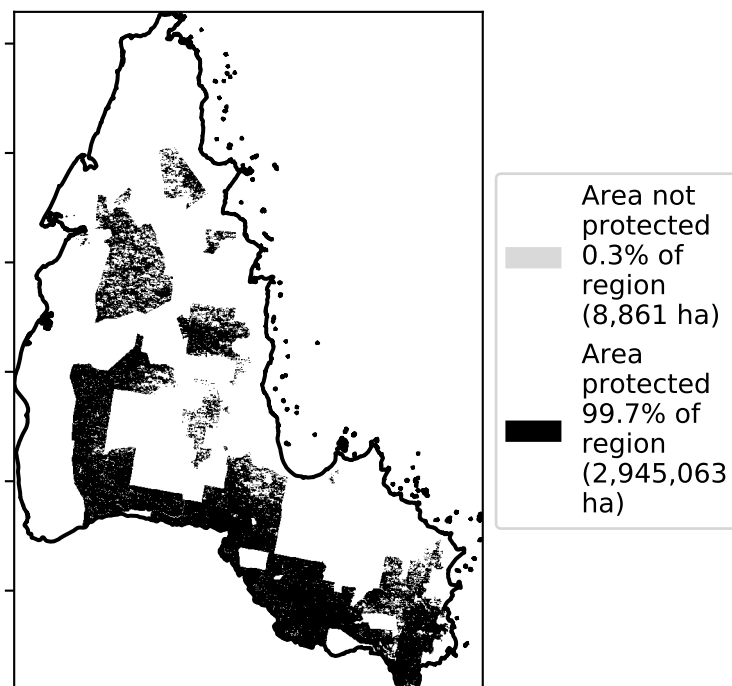 Area not
protected
0.3% of
region
(8,861 ha)
Area
protected
99.7% of
region
(2,945,063
ha)